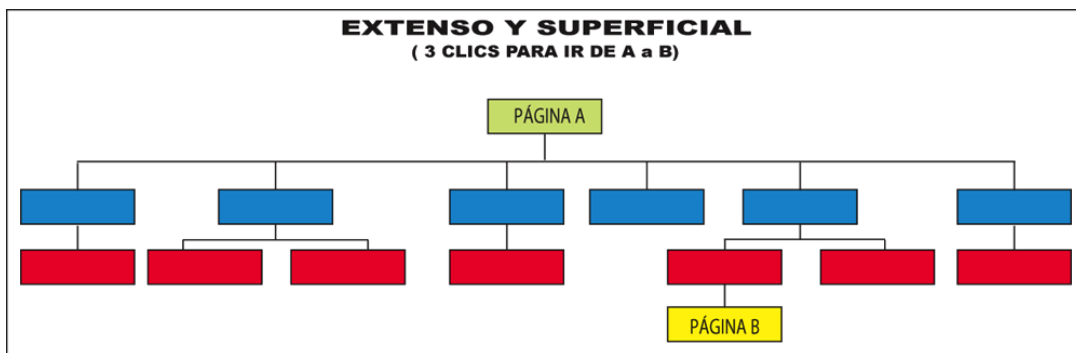 EXTENSO Y SUPERFICIAL
( 3 CLICS PARA IR DE A a B)
PÁGINA A
PÁGINA B